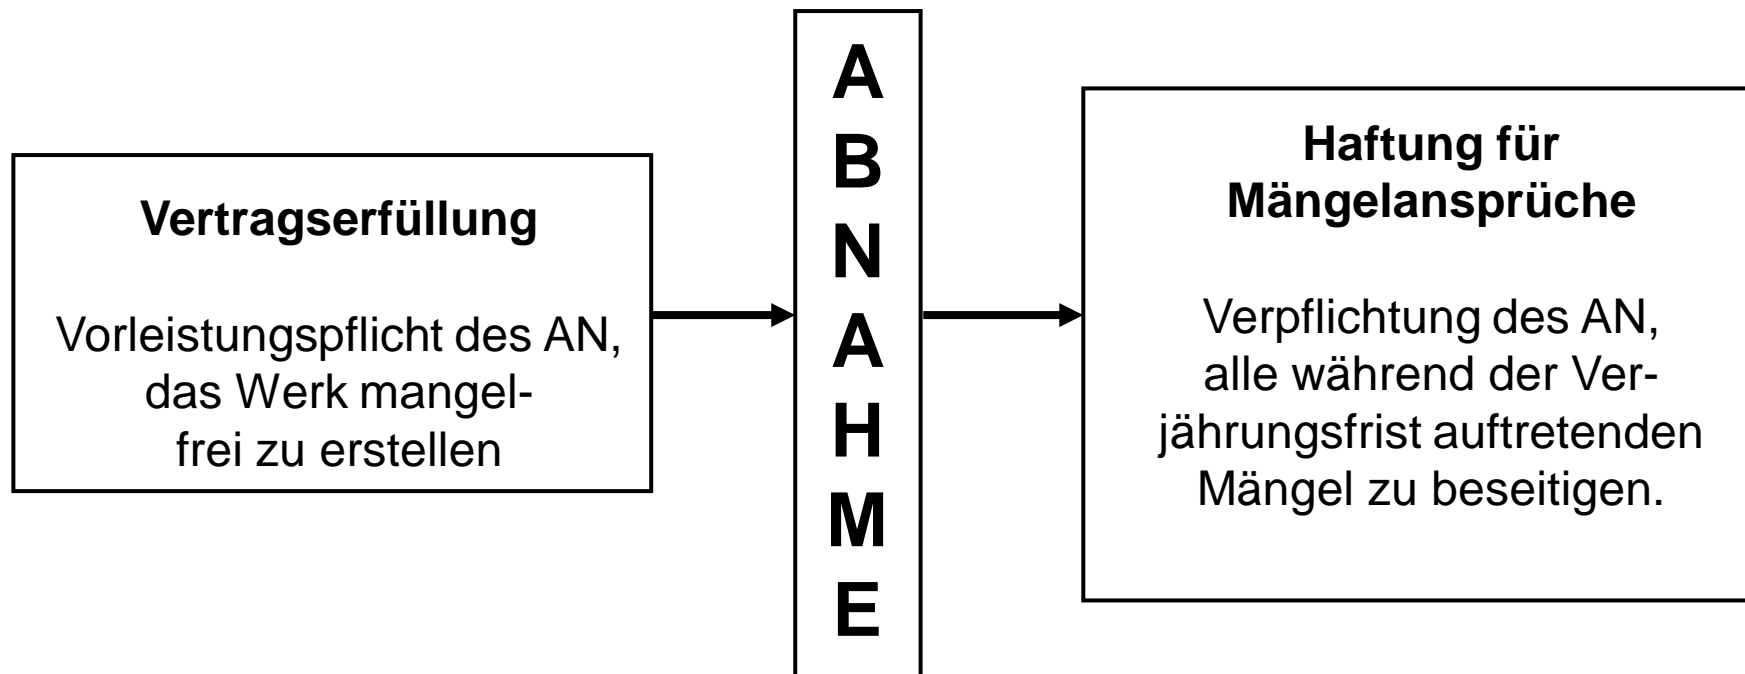 Vertragserfüllung
Vorleistungspflicht des AN,
das Werk mangel-
frei zu erstellen
A
B
N
A
H
M
E
Haftung für
Mängelansprüche
Verpflichtung des AN,
alle während der Ver-
jährungsfrist auftretenden
Mängel zu beseitigen.